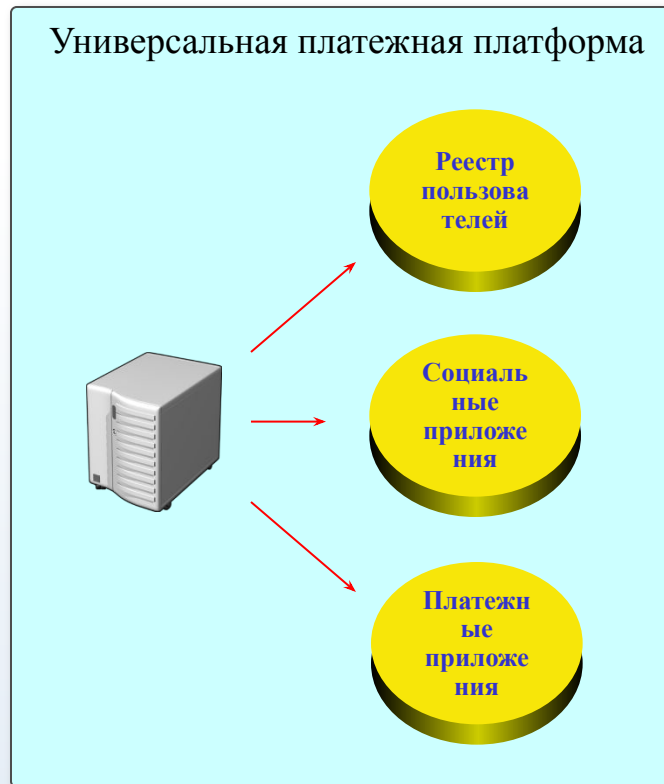 Универсальная платежная платформа
Реестр
пользова
телей
Социаль
ные
приложе
ния
Платежн
ые
приложе
ния